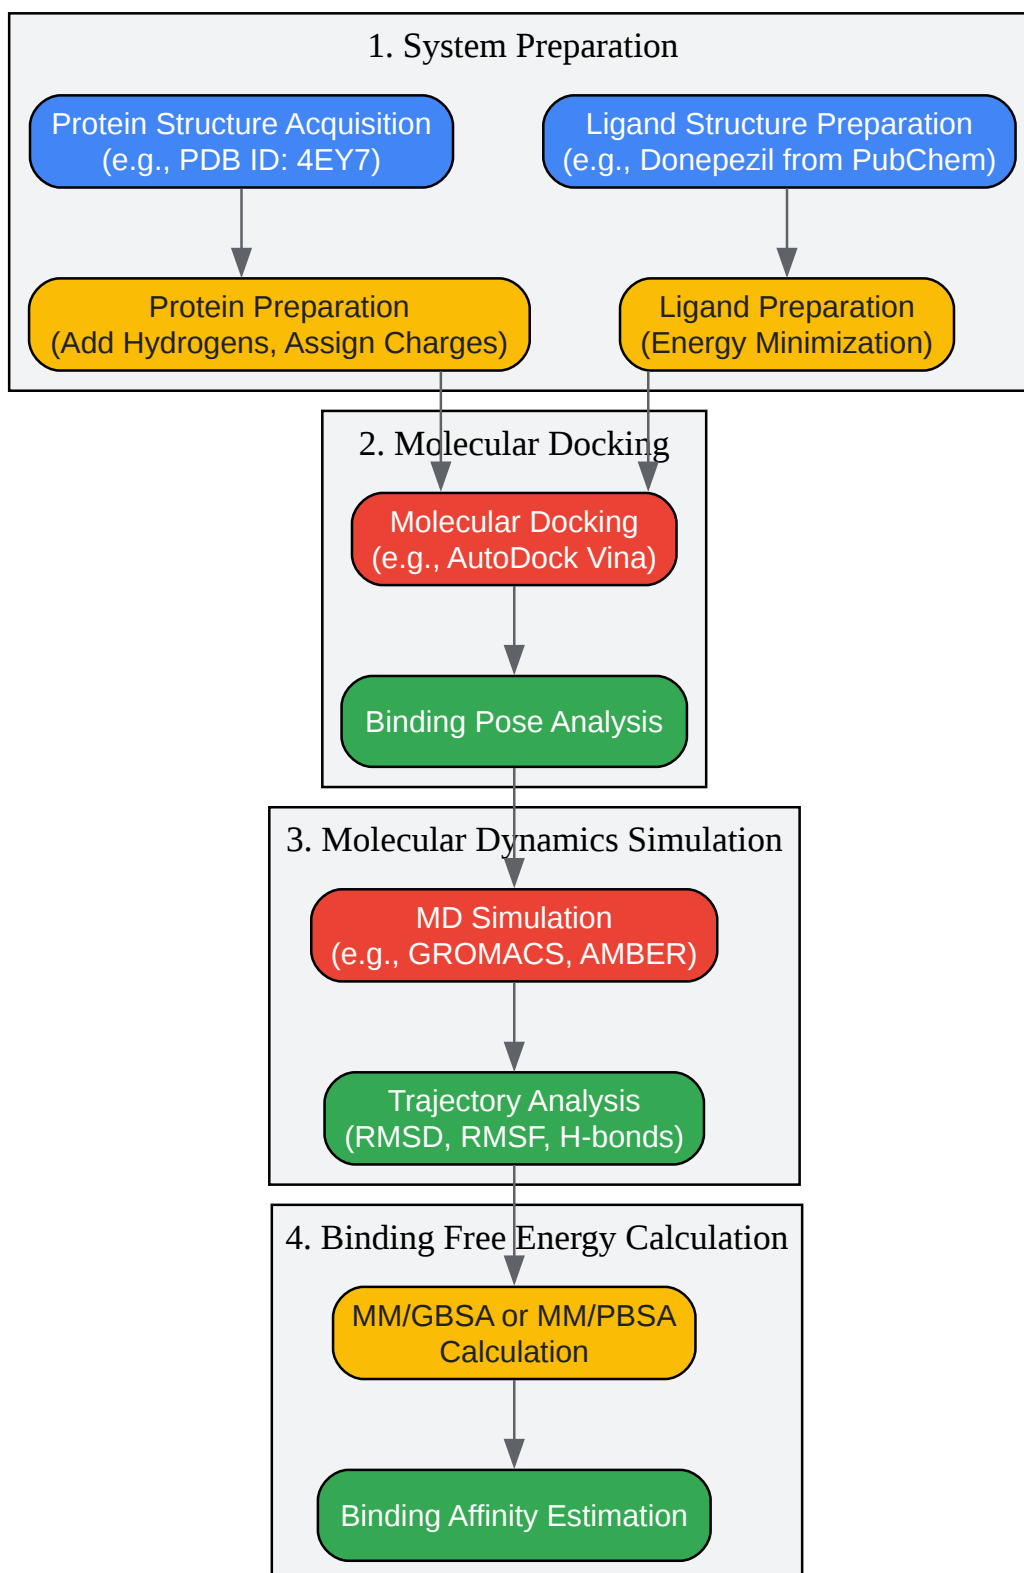 1. System Preparation
Protein Structure Acquisition
(e.g., PDB ID: 4EY7)
Ligand Structure Preparation
(e.g., Donepezil from PubChem)
Protein Preparation
(Add Hydrogens, Assign Charges)
Ligand Preparation
(Energy Minimization)
2. Molecular Docking
Molecular Docking
(e.g., AutoDock Vina)
Binding Pose Analysis
3. Molecular Dynamics Simulation
MD Simulation
(e.g., GROMACS, AMBER)
Trajectory Analysis
(RMSD, RMSF, H-bonds)
4. Binding Free Energy Calculation
MM/GBSA or MM/PBSA
Calculation
Binding Affinity Estimation